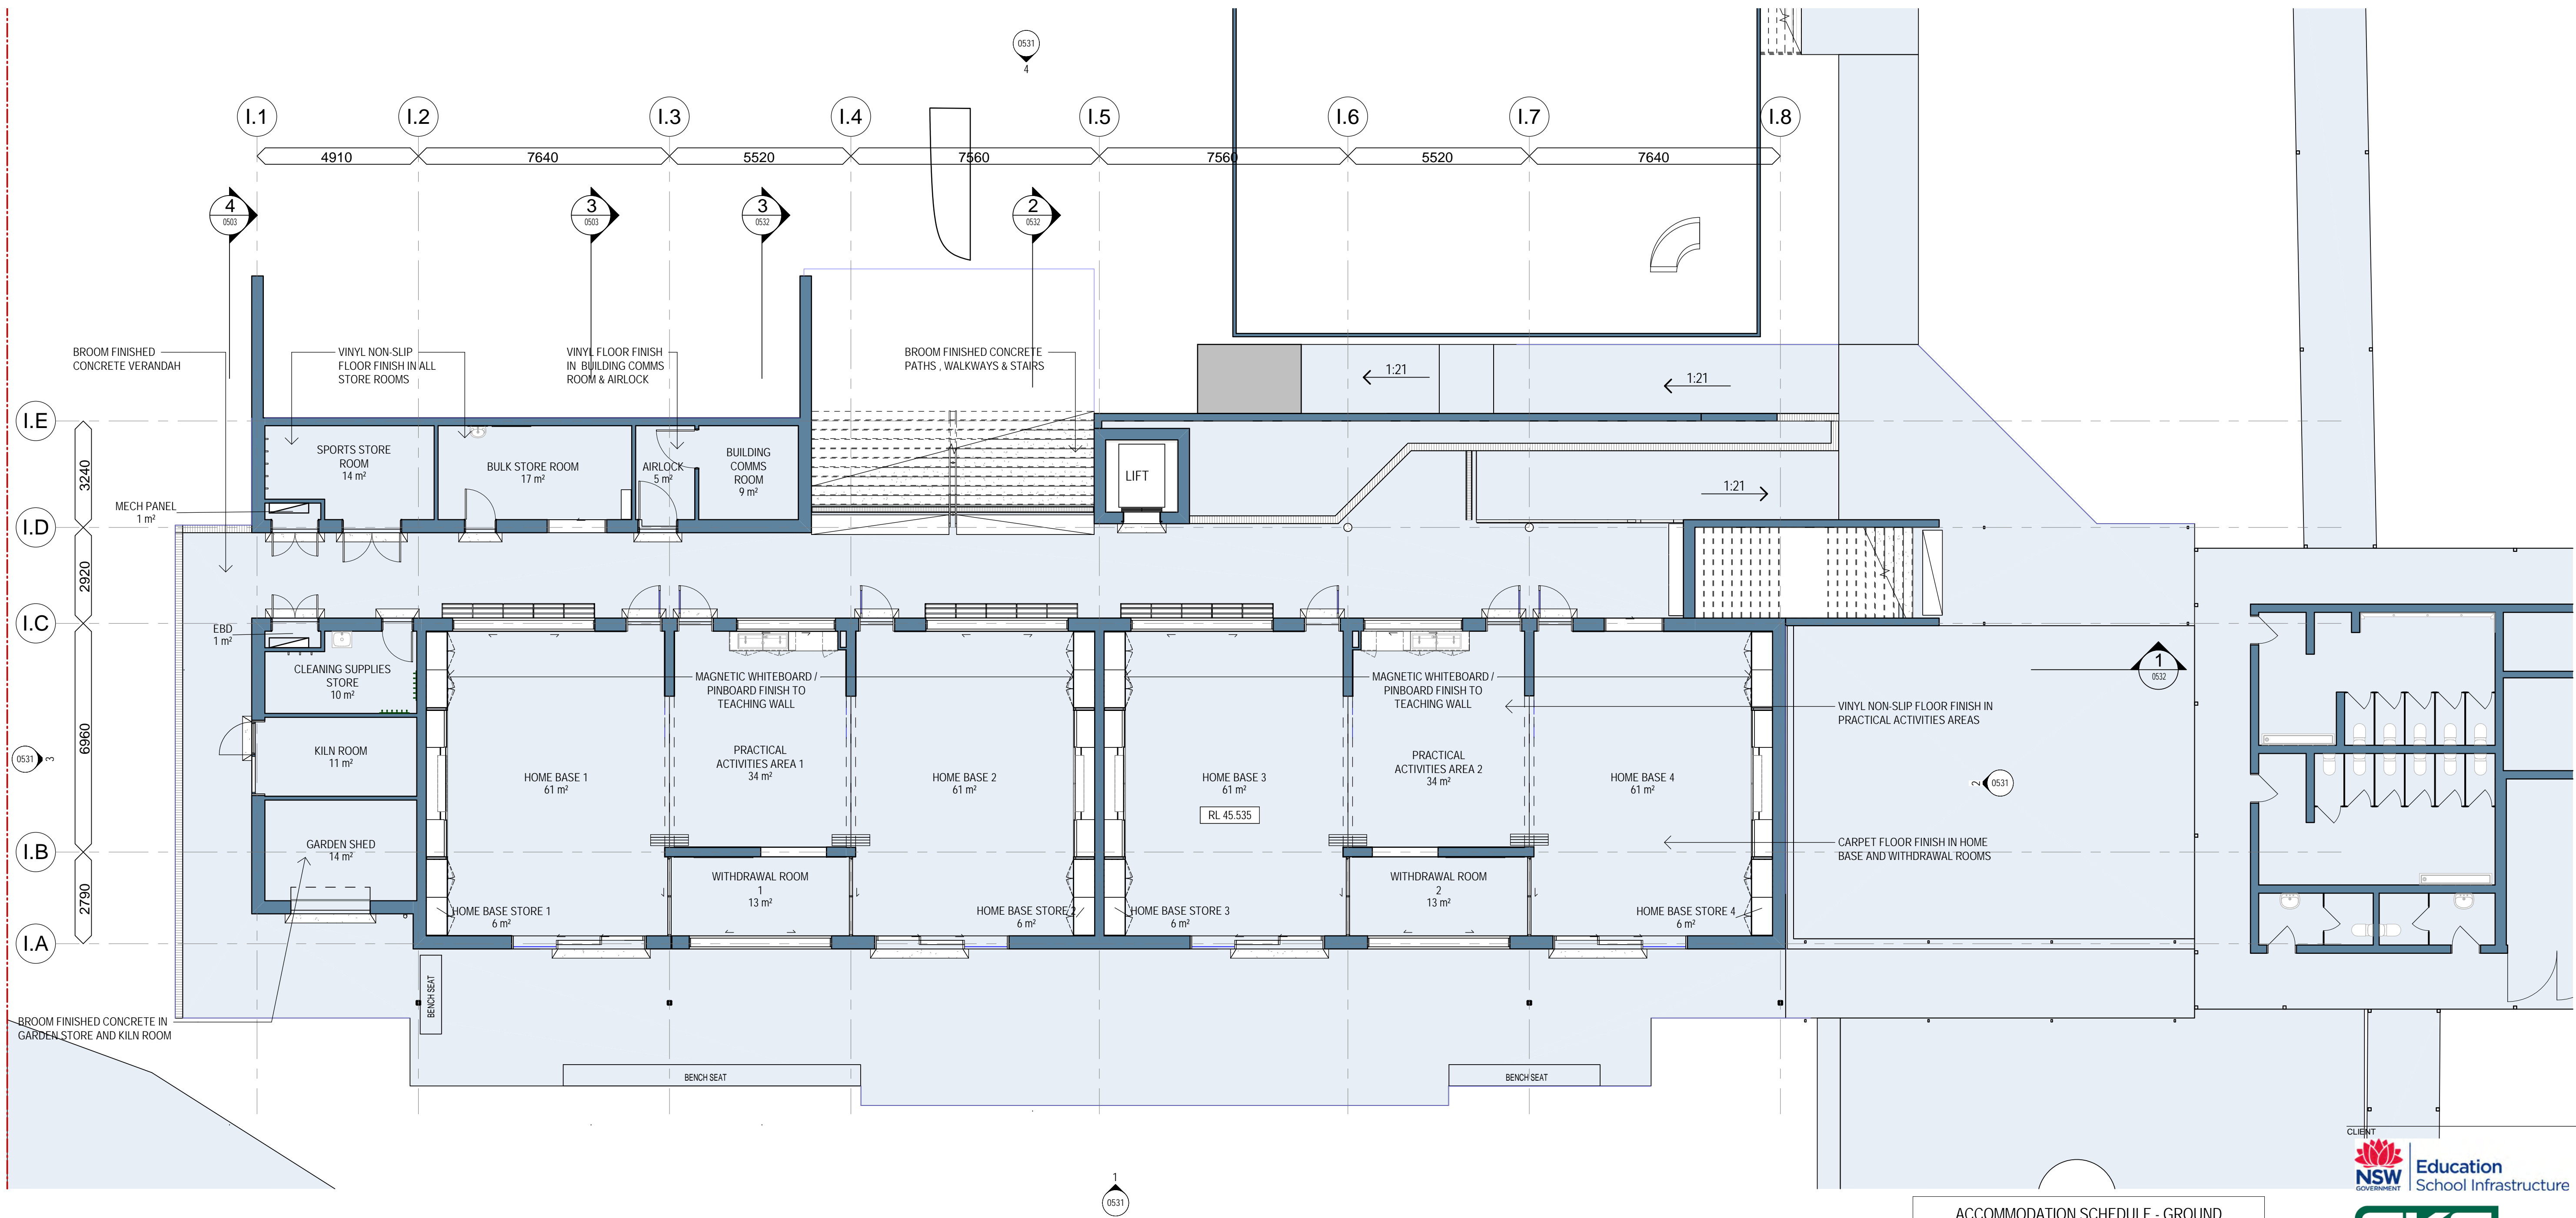 0531
4
I.1
I.2
I.3
I.4
I.5
I.6
I.7
I.8
4910
7640
5520
7560
7560
5520
7640
4
0503
3
0503
3
0532
2
0532
BROOM FINISHED
CONCRETE VERANDAH
VINYL NON-SLIP
FLOOR FINISH IN ALL
STORE ROOMS
VINYL FLOOR FINISH
IN BUILDING COMMS
ROOM & AIRLOCK
BROOM FINISHED CONCRETE
PATHS , WALKWAYS & STAIRS
1:21
1:21
I.E
I.D
I.C
I.B
I.A
3240
2920
6960
2790
SPORTS STORE
ROOM
14 m²
BULK STORE ROOM
17 m²
AIRLOCK
5 m²
BUILDING
COMMS
ROOM
9 m²
LIFT
1:21
MECH PANEL
1 m²
EBD
1 m²
CLEANING SUPPLIES
STORE
10 m²
KILN ROOM
11 m²
GARDEN SHED
14 m²
0531
3
MAGNETIC WHITEBOARD /
PINBOARD FINISH TO
TEACHING WALL
MAGNETIC WHITEBOARD /
PINBOARD FINISH TO
TEACHING WALL
1
0532
VINYL NON-SLIP FLOOR FINISH IN
PRACTICAL ACTIVITIES AREAS
HOME BASE 1
61 m²
PRACTICAL
ACTIVITIES AREA 1
34 m²
HOME BASE 2
61 m²
HOME BASE 3
61 m²
RL 45.535
PRACTICAL
ACTIVITIES AREA 2
34 m²
HOME BASE 4
61 m²
2
0531
CARPET FLOOR FINISH IN HOME
BASE AND WITHDRAWAL ROOMS
WITHDRAWAL ROOM
1
13 m²
WITHDRAWAL ROOM
2
13 m²
HOME BASE STORE 1
6 m²
HOME BASE STORE 2
6 m²
HOME BASE STORE 3
6 m²
HOME BASE STORE 4
6 m²
BENCH SEAT
BROOM FINISHED CONCRETE IN
GARDEN STORE AND KILN ROOM
BENCH SEAT
BENCH SEAT
1
0531
CLIENT
NSW
GOVERNMENT
Education
School Infrastructure
ACCOMMODATION SCHEDULE - GROUND